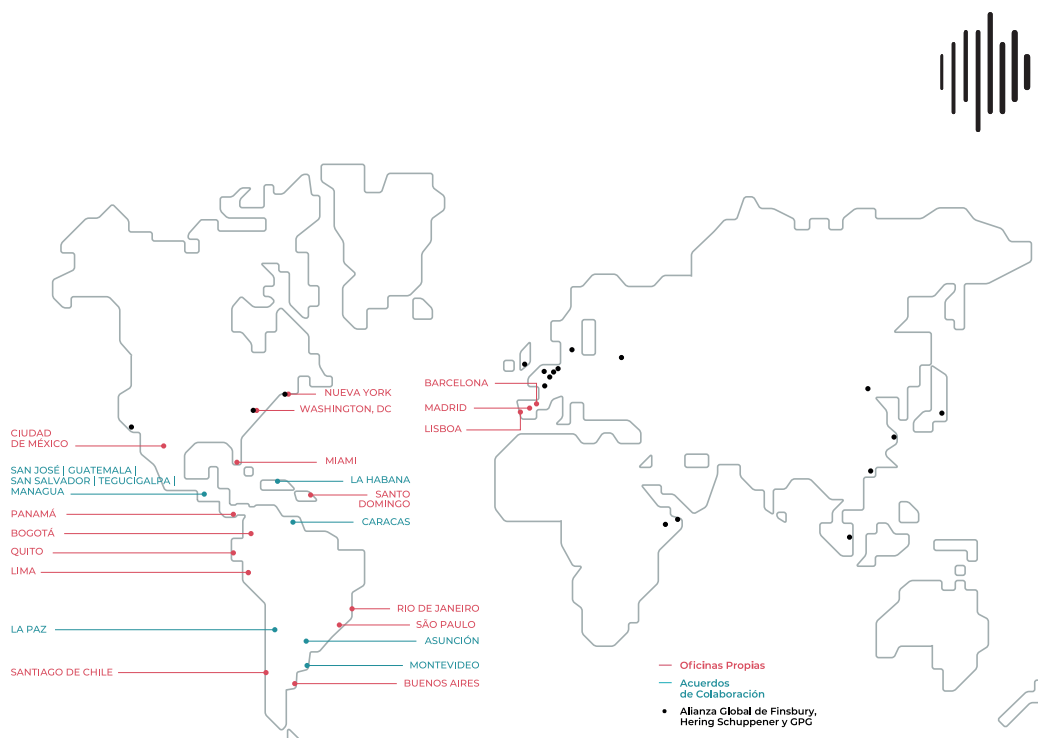 NUEVA YORK
WASHINGTON, DC
CIUDAD
DE MÉXICO
MIAMI
SAN JOSÉ | GUATEMALA |
SAN SALVADOR | TEGUCIGALPA |
MANAGUA
LA HABANA
SANTO
DOMINGO
PANAMÁ
CARACAS
BOGOTÁ
QUITO
LIMA
RIO DE JANEIRO
SÃO PAULO
LA PAZ
ASUNCIÓN
MONTEVIDEO
SANTIAGO DE CHILE
BUENOS AIRES
BARCELONA
MADRID
LISBOA
Oficinas Propias
Acuerdos
de Colaboración
Alianza Global de Finsbury,
Hering Schuppener y GPG